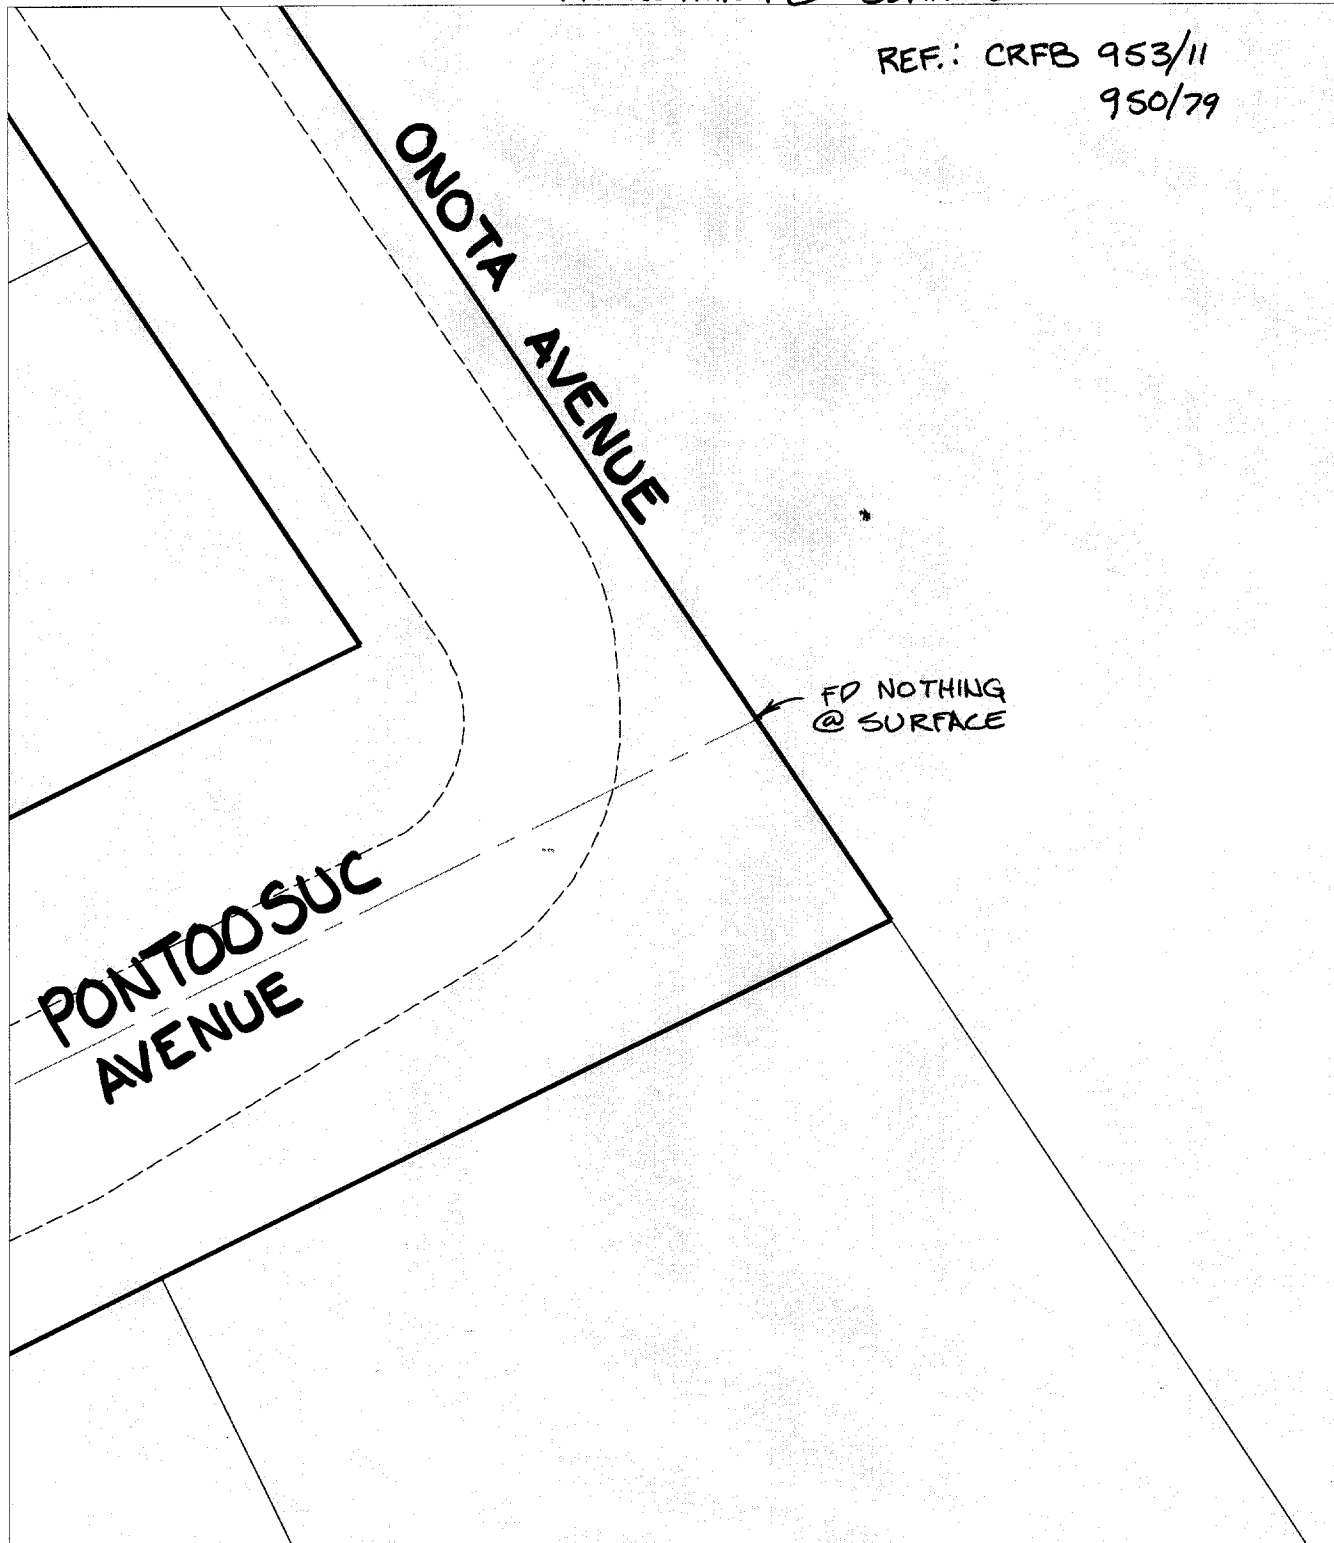 REF.: CRFB 953/11
950/79
ONOTA AVENUE
FD NOTHING
@ SURFACE
PONTOOSUC
AVENUE